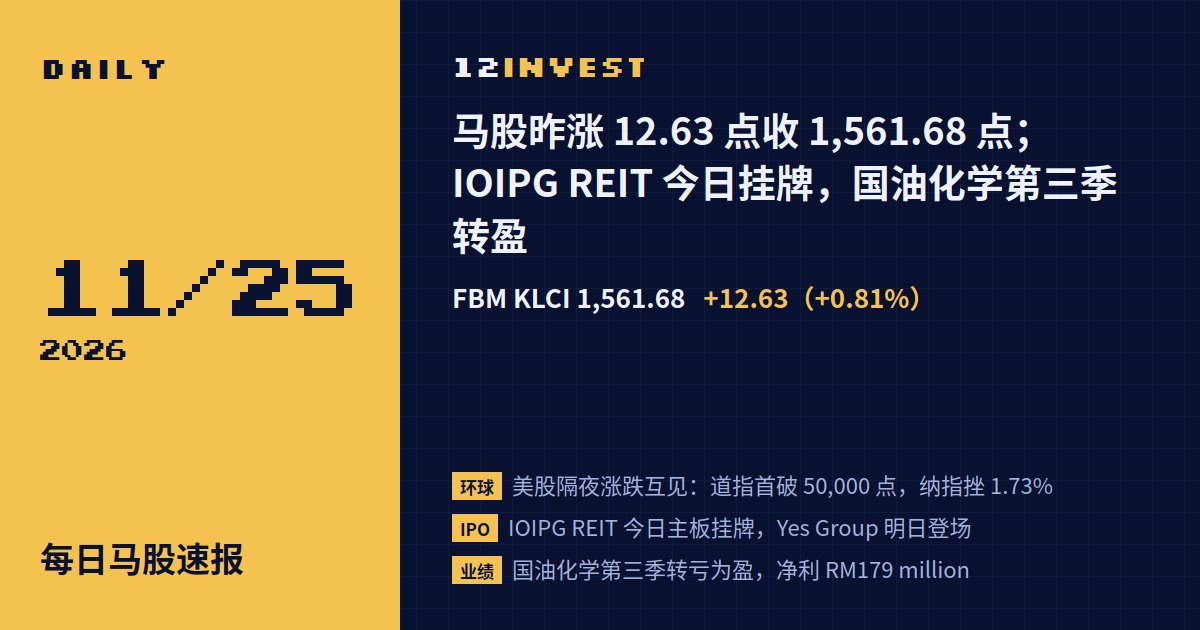 DAILY
11/25
2026
每日马股速报
12INVEST
马股昨涨 12.63 点收 1,561.68 点；
IOIPG REIT 今日挂牌，国油化学第三季
转盈
FBM KLCI 1,561.68 +12.63（+0.81%）
环球 美股隔夜涨跌互见：道指首破 50,000 点，纳指挫 1.73%
IPO IOIPG REIT 今日主板挂牌，Yes Group 明日登场
业绩 国油化学第三季转亏为盈，净利 RM179 million